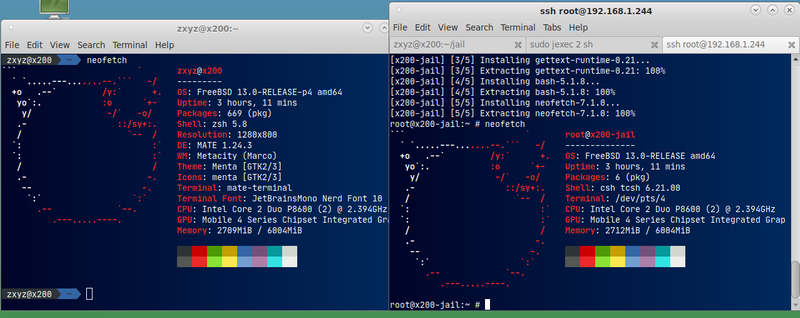 zxyz@x200:~
File Edit View Search Terminal Help
zxyz@x200 ~ neofetch
zxyz@x200
---------
OS: FreeBSD 13.0-RELEASE-p4 amd64
Uptime: 3 hours, 11 mins
Packages: 669 (pkg)
Shell: zsh 5.8
Resolution: 1280x800
DE: MATE 1.24.3
WM: Metacity (Marco)
Theme: Menta [GTK2/3]
Icons: menta [GTK2/3]
Terminal: mate-terminal
Terminal Font: JetBrainsMono Nerd Font 10
CPU: Intel Core 2 Duo P8600 (2) @ 2.394GHz
GPU: Mobile 4 Series Chipset Integrated Gra
Memory: 2709MiB / 6004MiB
zxyz@x200 ~
ssh root@192.168.1.244
File Edit View Search Terminal Tabs Help
zxyz@x200:~/jail
sudo jexec 2 sh
ssh root@192.168.1.244
[x200-jail] [3/5] Installing gettext-runtime-0.21...
[x200-jail] [3/5] Extracting gettext-runtime-0.21: 100%
[x200-jail] [4/5] Installing bash-5.1.8...
[x200-jail] [4/5] Extracting bash-5.1.8: 100%
[x200-jail] [5/5] Installing neofetch-7.1.0...
[x200-jail] [5/5] Extracting neofetch-7.1.0: 100%
root@x200-jail:~ # neofetch
root@x200-jail
--------------
OS: FreeBSD 13.0-RELEASE amd64
Uptime: 3 hours, 11 mins
Packages: 6 (pkg)
Shell: csh tcsh 6.21.00
Terminal: /dev/pts/4
CPU: Intel Core 2 Duo P8600 (2) @ 2.394GHz
GPU: Mobile 4 Series Chipset Integrated Grap
Memory: 2712MiB / 6004MiB
root@x200-jail:~ #